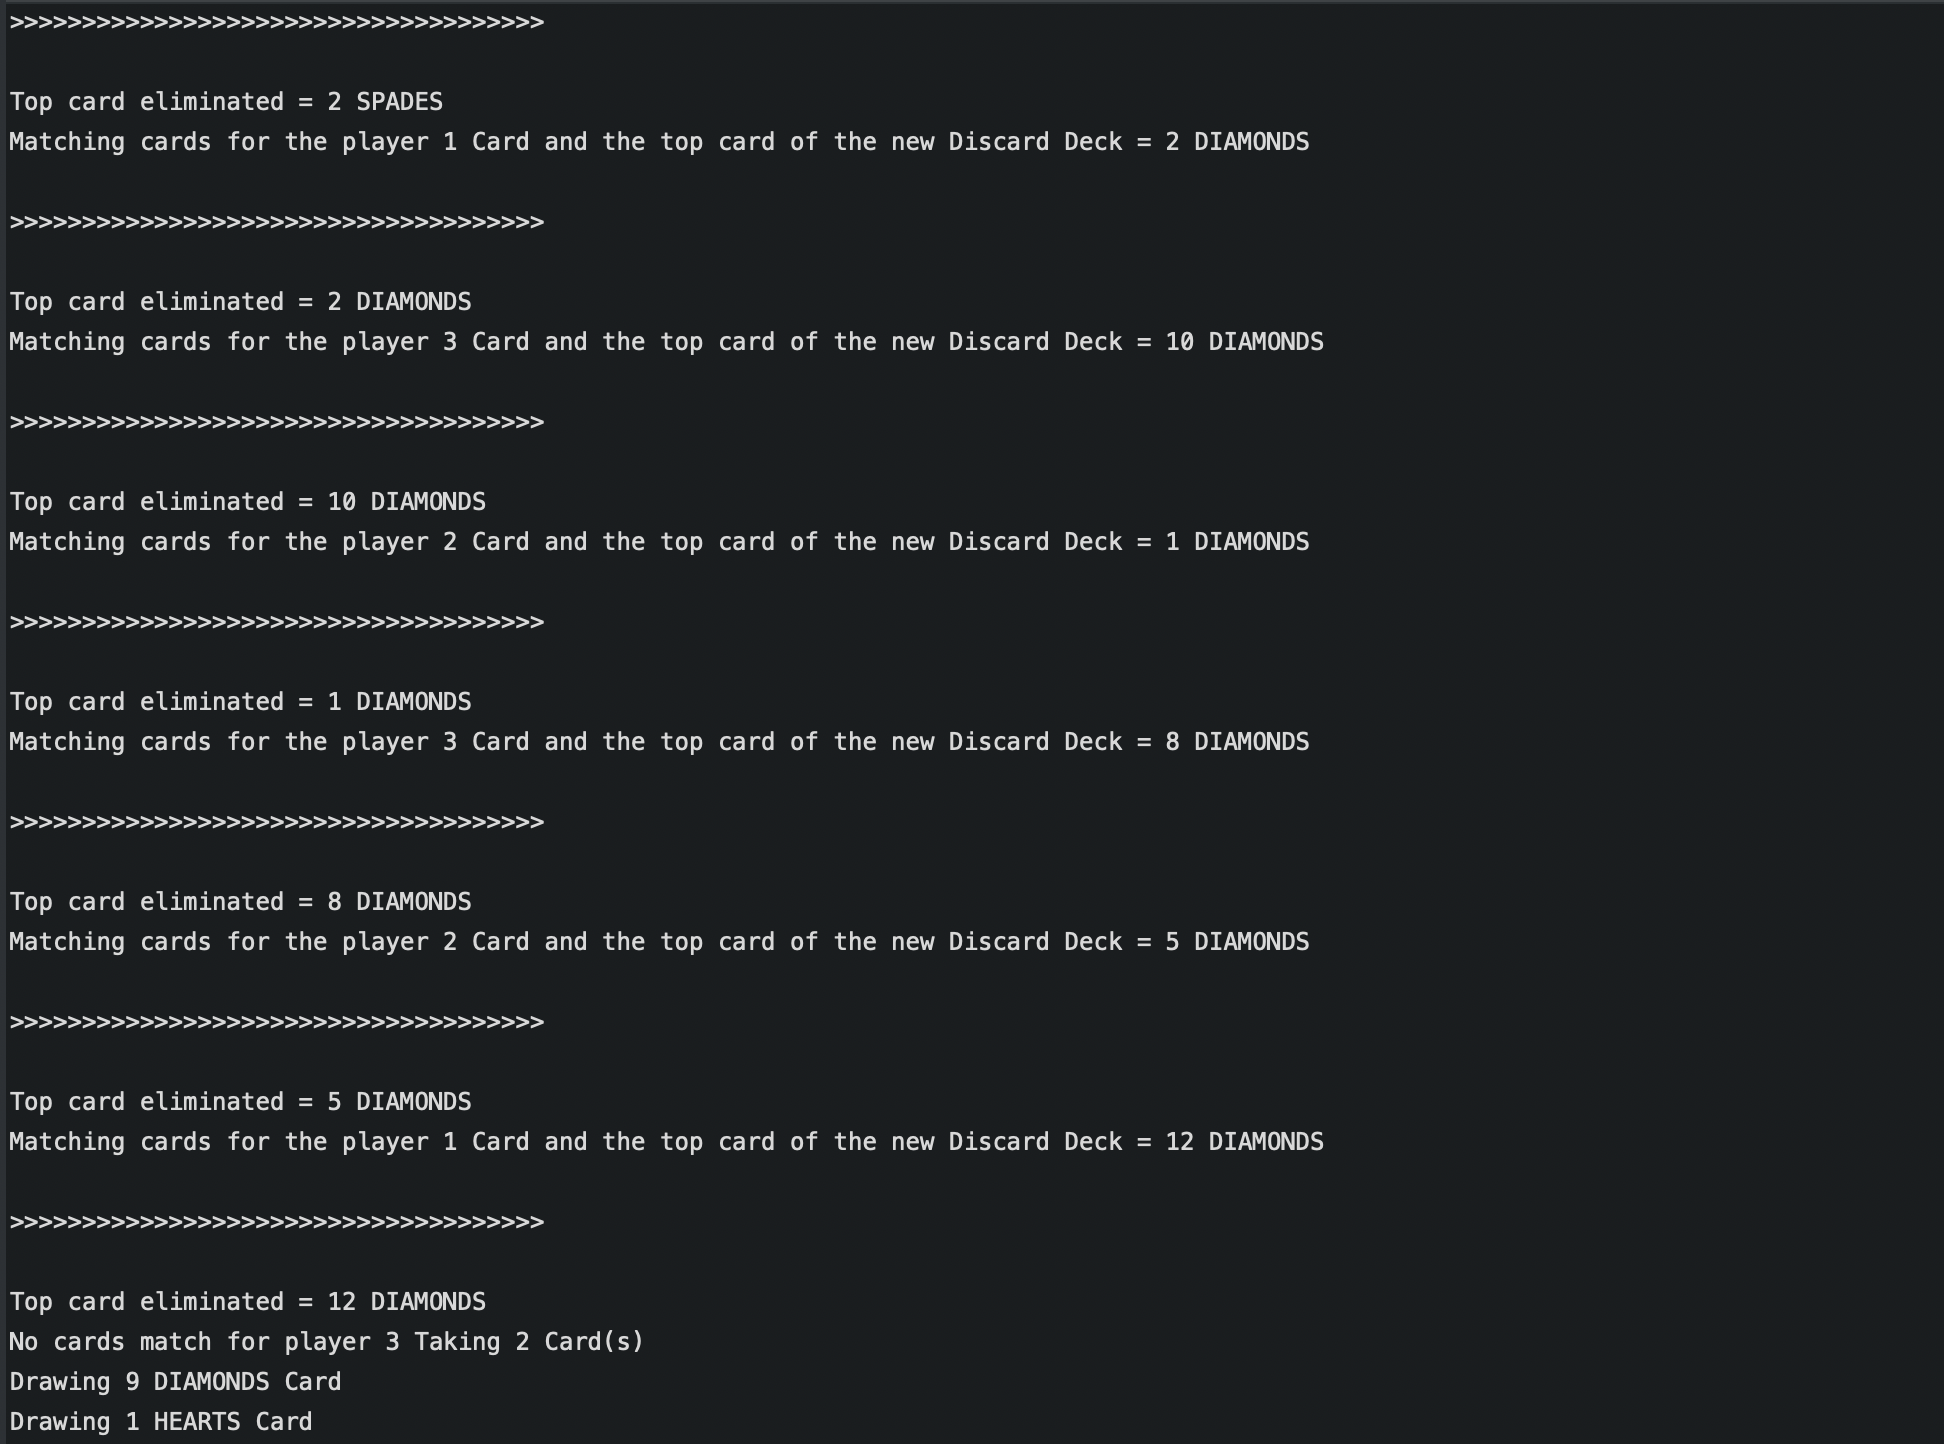 >>>>>>>>>>>>>>>>>>>>>>>>>>>>>>>>>>>>>
Top card eliminated = 2 SPADES
Matching cards for the player 1 Card and the top card of the new Discard Deck = 2 DIAMONDS
>>>>>>>>>>>>>>>>>>>>>>>>>>>>>>>>>>>>>
Top card eliminated = 2 DIAMONDS
Matching cards for the player 3 Card and the top card of the new Discard Deck = 10 DIAMONDS
>>>>>>>>>>>>>>>>>>>>>>>>>>>>>>>>>>>>>
Top card eliminated = 10 DIAMONDS
Matching cards for the player 2 Card and the top card of the new Discard Deck = 1 DIAMONDS
>>>>>>>>>>>>>>>>>>>>>>>>>>>>>>>>>>>>>
Top card eliminated = 1 DIAMONDS
Matching cards for the player 3 Card and the top card of the new Discard Deck = 8 DIAMONDS
>>>>>>>>>>>>>>>>>>>>>>>>>>>>>>>>>>>>>
Top card eliminated = 8 DIAMONDS
Matching cards for the player 2 Card and the top card of the new Discard Deck = 5 DIAMONDS
>>>>>>>>>>>>>>>>>>>>>>>>>>>>>>>>>>>>>
Top card eliminated = 5 DIAMONDS
Matching cards for the player 1 Card and the top card of the new Discard Deck = 12 DIAMONDS
>>>>>>>>>>>>>>>>>>>>>>>>>>>>>>>>>>>>>
Top card eliminated = 12 DIAMONDS
No cards match for player 3 Taking 2 Card(s)
Drawing 9 DIAMONDS Card
Drawing 1 HEARTS Card